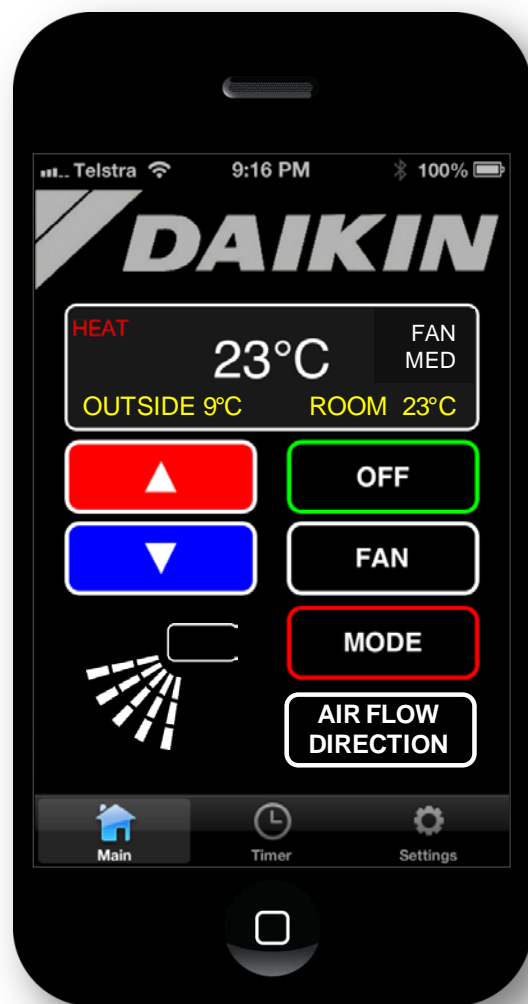 Telstra 9:16 PM 100%
DAIKIN
HEAT
23°C
FAN
MED
OUTSIDE 9°C ROOM 23°C
OFF
FAN
MODE
AIR FLOW
DIRECTION
Main Timer Settings